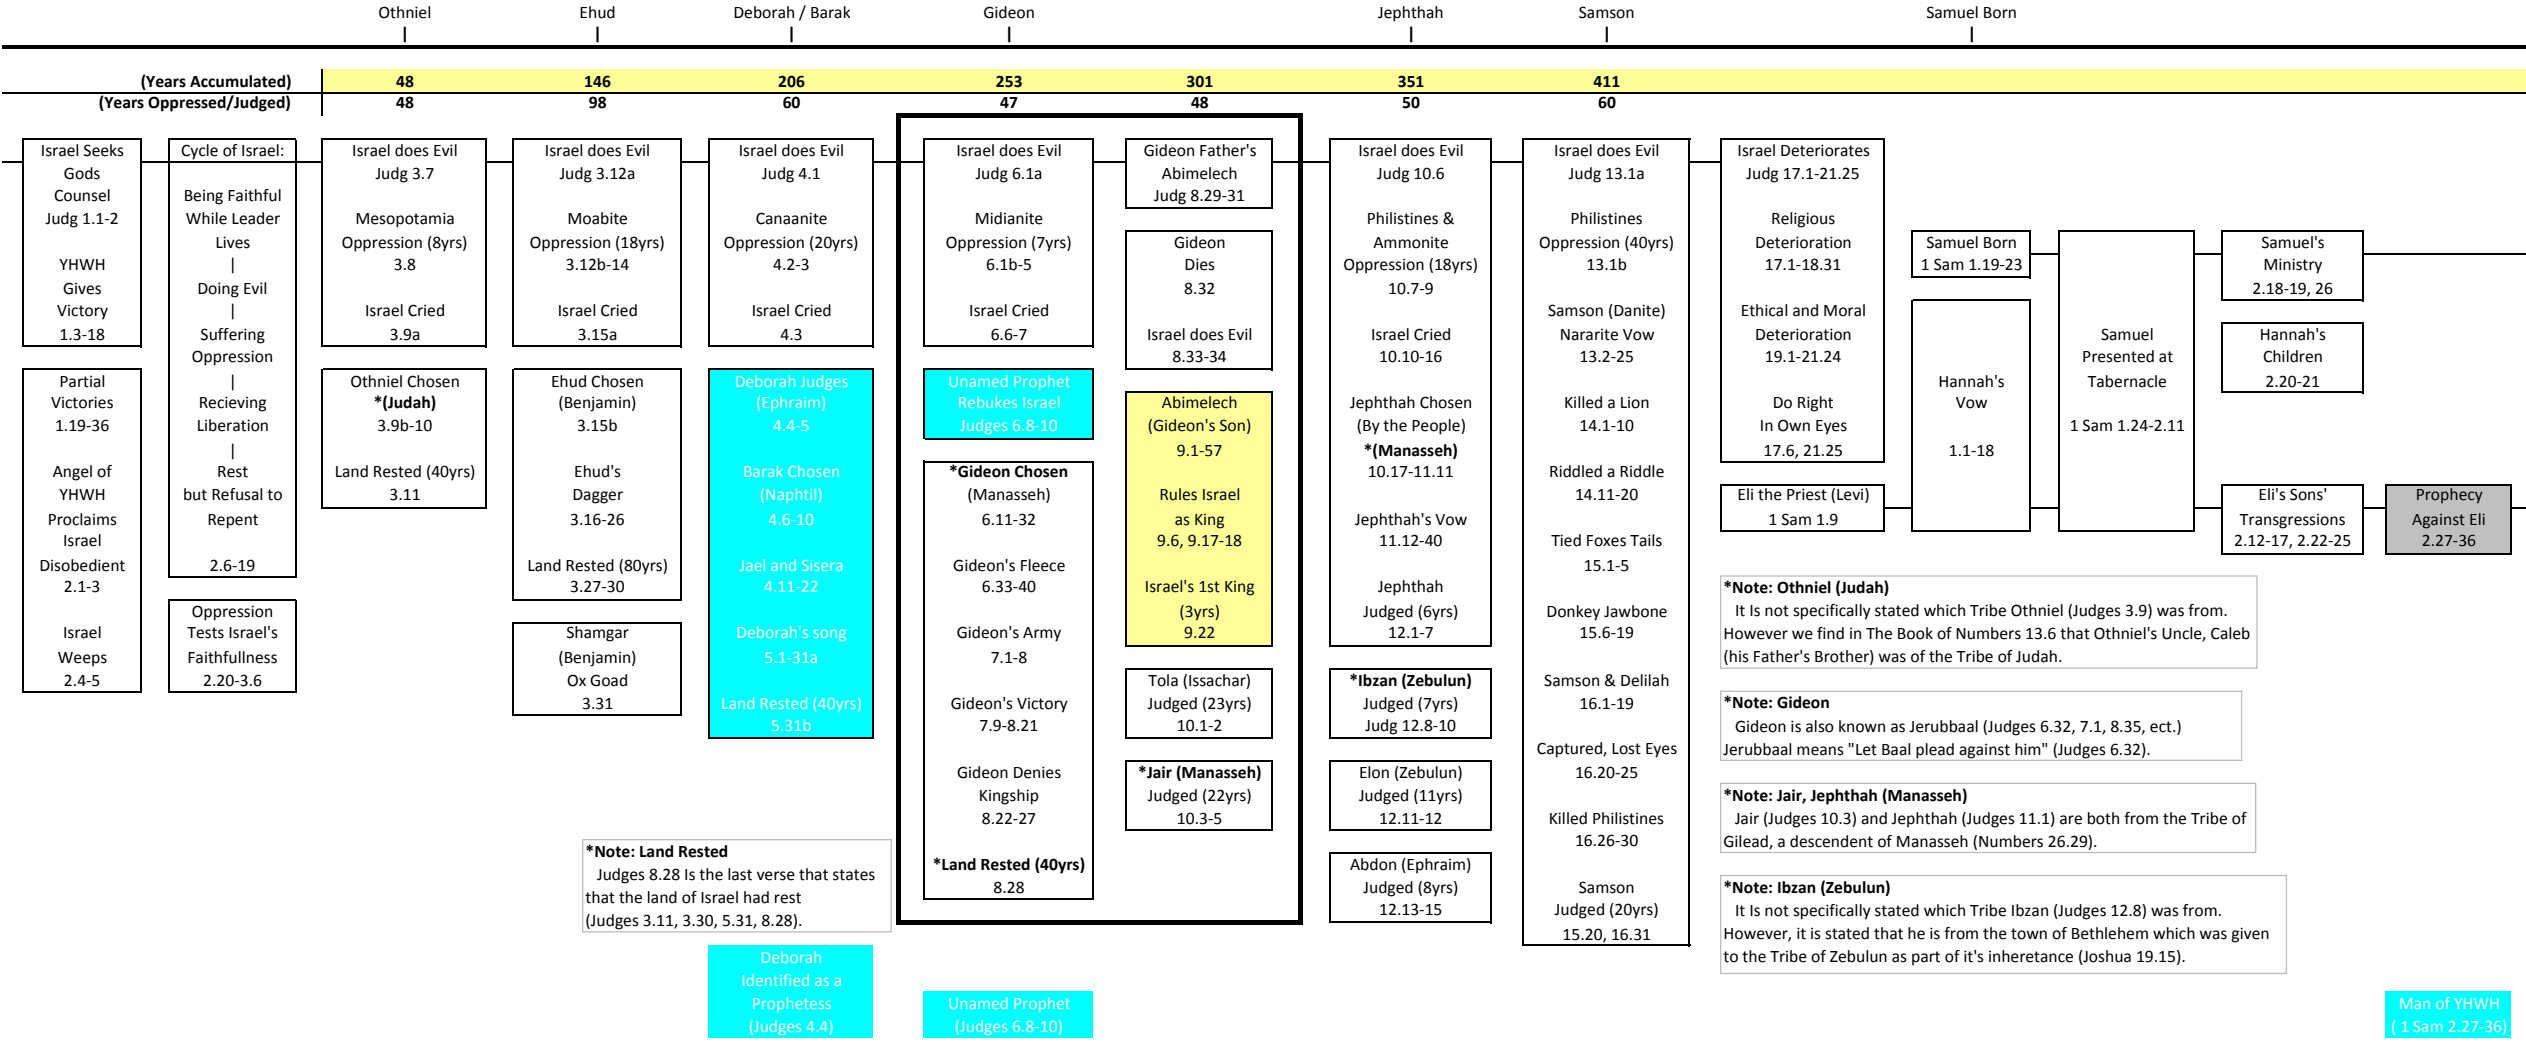 Othniel
Ehud
Deborah / Barak
Gideon
Jephthah
Samson
Samuel Born
(Years Accumulated)
48
146
206
253
301
351
411
(Years Oppressed/Judged)
48
98
60
47
48
50
60
Israel Seeks
Gods
Counsel
Judg 1.1-2
YHWH
Gives
Victory
1.3-18
Partial
Victories
1.19-36
Angel of
YHWH
Proclaims
Israel
Disobedient
2.1-3
Israel
Weeps
2.4-5
Cycle of Israel:
Being Faithful
While Leader
Lives
|
Doing Evil
|
Suffering
Oppression
|
Recieving
Liberation
|
Rest
but Refusal to
Repent
2.6-19
Oppression
Tests Israel's
Faithfullness
2.20-3.6
Israel does Evil
Judg 3.7
Mesopotamia
Oppression (8yrs)
3.8
Israel Cried
3.9a
Othniel Chosen
*(Judah)
3.9b-10
Land Rested (40yrs)
3.11
Israel does Evil
Judg 3.12a
Moabite
Oppression (18yrs)
3.12b-14
Israel Cried
3.15a
Ehud Chosen
(Benjamin)
3.15b
Ehud's
Dagger
3.16-26
Land Rested (80yrs)
3.27-30
Shamgar
(Benjamin)
Ox Goad
3.31
Israel does Evil
Judg 4.1
Canaanite
Oppression (20yrs)
4.2-3
Israel Cried
4.3
Deborah Judges
(Ephraim)
4.4-5
Barak Chosen
(Naphtil)
4.6-10
Jael and Sisera
4.11-22
Deborah's song
5.1-31a
Land Rested (40yrs)
5.31b
*Note: Land Rested
Judges 8.28 Is the last verse that states
that the land of Israel had rest
(Judges 3.11, 3.30, 5.31, 8.28).
Deborah
Identified as a
Prophetess
(Judges 4.4)
Israel does Evil
Judg 6.1a
Midianite
Oppression (7yrs)
6.1b-5
Israel Cried
6.6-7
Unamed Prophet
Rebukes Israel
Judges 6.8-10
*Gideon Chosen
(Manasseh)
6.11-32
Gideon's Fleece
6.33-40
Gideon's Army
7.1-8
Gideon's Victory
7.9-8.21
Gideon Denies
Kingship
8.22-27
*Land Rested (40yrs)
8.28
Unamed Prophet
(Judges 6.8-10)
Gideon Father's
Abimelech
Judg 8.29-31
Gideon
Dies
8.32
Israel does Evil
8.33-34
Abimelech
(Gideon's Son)
9.1-57
Rules Israel
as King
9.6, 9.17-18
Israel's 1st King
(3yrs)
9.22
Tola (Issachar)
Judged (23yrs)
10.1-2
*Jair (Manasseh)
Judged (22yrs)
10.3-5
Israel does Evil
Judg 10.6
Philistines &
Ammonite
Oppression (18yrs)
10.7-9
Israel Cried
10.10-16
Jephthah Chosen
(By the People)
*(Manasseh)
10.17-11.11
Jephthah's Vow
11.12-40
Jephthah
Judged (6yrs)
12.1-7
*Ibzan (Zebulun)
Judged (7yrs)
Judg 12.8-10
Elon (Zebulun)
Judged (11yrs)
12.11-12
Abdon (Ephraim)
Judged (8yrs)
12.13-15
Israel does Evil
Judg 13.1a
Philistines
Oppression (40yrs)
13.1b
Samson (Danite)
Nararite Vow
13.2-25
Killed a Lion
14.1-10
Riddled a Riddle
14.11-20
Tied Foxes Tails
15.1-5
Donkey Jawbone
15.6-19
Samson & Delilah
16.1-19
Captured, Lost Eyes
16.20-25
Killed Philistines
16.26-30
Samson
Judged (20yrs)
15.20, 16.31
Israel Deteriorates
Judg 17.1-21.25
Religious
Deterioration
17.1-18.31
Ethical and Moral
Deterioration
19.1-21.24
Do Right
In Own Eyes
17.6, 21.25
Eli the Priest (Levi)
1 Sam 1.9
Samuel Born
1 Sam 1.19-23
Hannah's
Vow
1.1-18
Samuel
Presented at
Tabernacle
1 Sam 1.24-2.11
Samuel's
Ministry
2.18-19, 26
Hannah's
Children
2.20-21
Eli's Sons'
Transgressions
2.12-17, 2.22-25
Prophecy
Against Eli
2.27-36
*Note: Othniel (Judah)
It Is not specifically stated which Tribe Othniel (Judges 3.9) was from.
However we find in The Book of Numbers 13.6 that Othniel's Uncle, Caleb
(his Father's Brother) was of the Tribe of Judah.
*Note: Gideon
Gideon is also known as Jerubbaal (Judges 6.32, 7.1, 8.35, ect.)
Jerubbaal means "Let Baal plead against him" (Judges 6.32).
*Note: Jair, Jephthah (Manasseh)
Jair (Judges 10.3) and Jephthah (Judges 11.1) are both from the Tribe of
Gilead, a descendent of Manasseh (Numbers 26.29).
*Note: Ibzan (Zebulun)
It Is not specifically stated which Tribe Ibzan (Judges 12.8) was from.
However, it is stated that he is from the town of Bethlehem which was given
to the Tribe of Zebulun as part of it's inheretance (Joshua 19.15).
Man of YHWH
( 1 Sam 2.27-36)